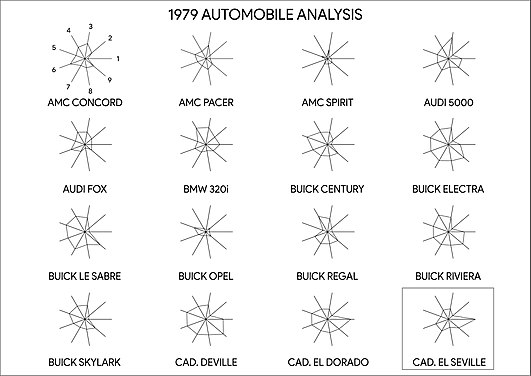 1979 AUTOMOBILE ANALYSIS
3
4
2
5
1
6
9
7
8
AMC CONCORD
AMC PACER
AMC SPIRIT
AUDI 5000
AUDI FOX
BMW 320i
BUICK CENTURY
BUICK ELECTRA
BUICK LE SABRE
BUICK OPEL
BUICK REGAL
BUICK RIVIERA
BUICK SKYLARK
CAD. DEVILLE
CAD. EL DORADO
CAD. EL SEVILLE